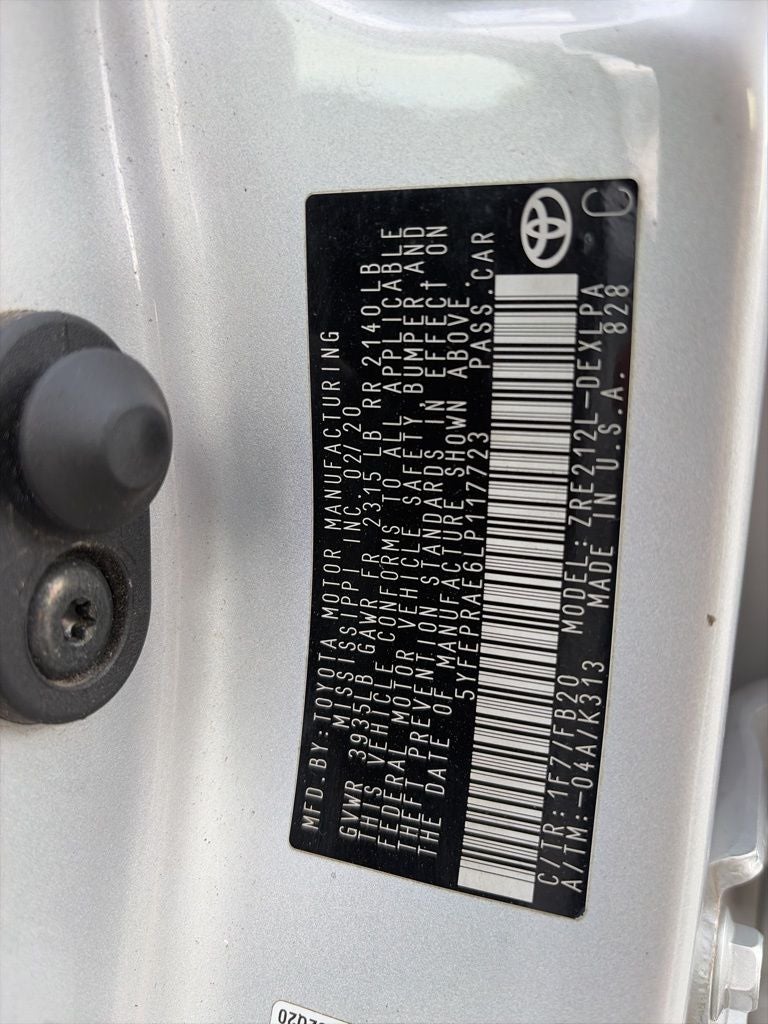 MFD.BY:TOYOTA MOTOR MANUFACTURING
MISSISSIPPI INC.02/20
GVWR 3935LB GAWR FR 2315 LB RR 2140LB
THIS VEHICLE CONFORMS TO ALL APPLICABLE
FEDERAL MOTOR VEHICLE SAFETY BUMPER AND
THEFT PREVENTION STANDARDS IN EFFECT ON
THE DATE OF MANUFACTURE SHOWN ABOVE.
5YFEPRAE6LP117723 PASS.CAR
C/TR: 1F7/FB20 MODEL: ZRE212L-DEXLPA
A/TM:-04A/K313 MADE IN U.S.A. 828
C